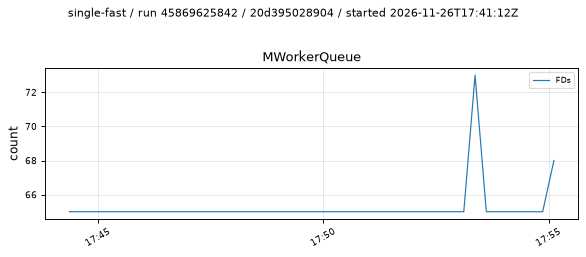 single-fast / run 45869625842 / 20d395028904 / started 2026-11-26T17:41:12Z
MWorkerQueue
FDs
count
72
70
68
66
17:45
17:50
17:55